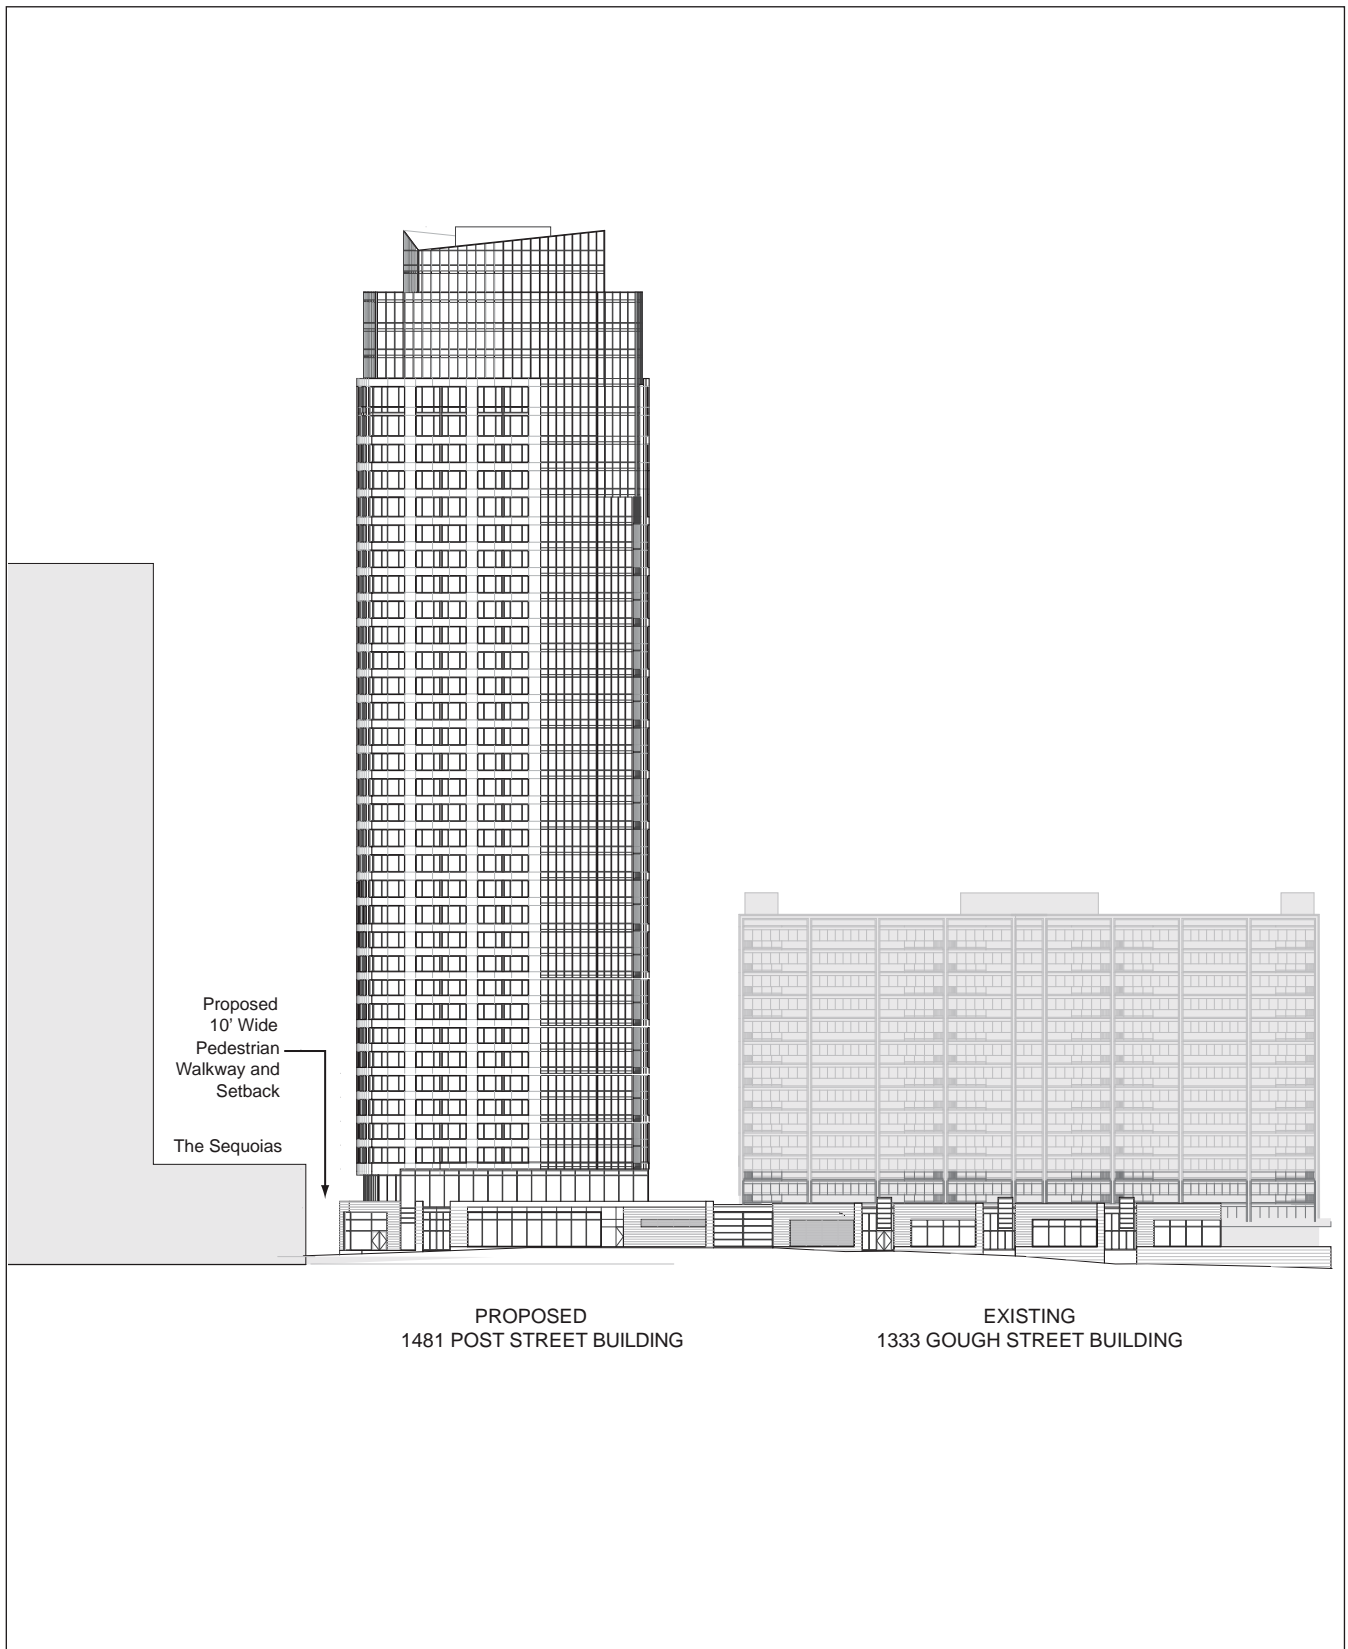 Proposed
10’ Wide
Pedestrian
Walkway and
Setback
The Sequoias
PROPOSED
1481 POST STREET BUILDING
EXISTING
1333 GOUGH STREET BUILDING